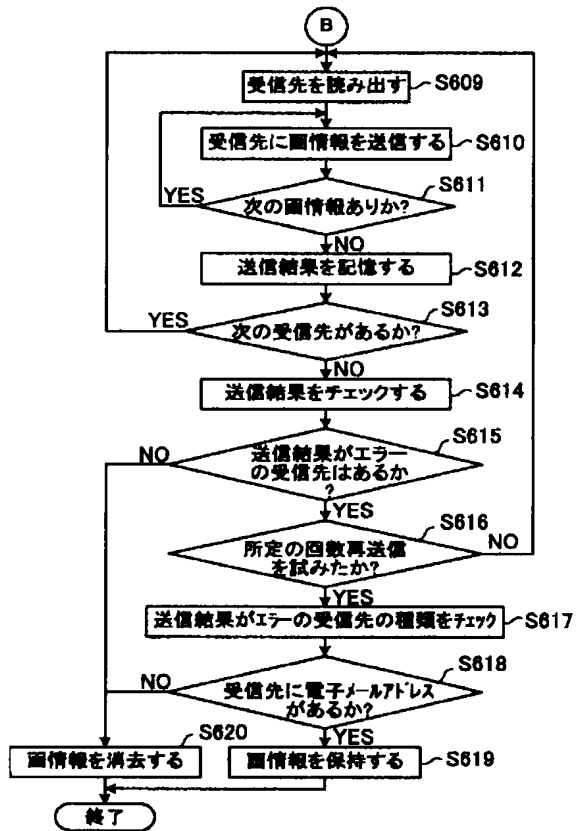 B
受信先を読み出す
S609
受信先に画情報を送信する
S610
S611
YES
次の画情報ありか?
NO
送信結果を記憶する
S612
S613
YES
次の受信先があるか?
NO
送信結果をチェックする
S614
S615
NO
送信結果がエラー
の受信先はあるか
?
YES
S616
所定の回数再送信
を試みたか?
NO
YES
送信結果がエラーの受信先の種類をチェック
S617
S618
NO
受信先に電子メールアドレス
があるか?
S620
YES
画情報を消去する
画情報を保持する
S619
終了